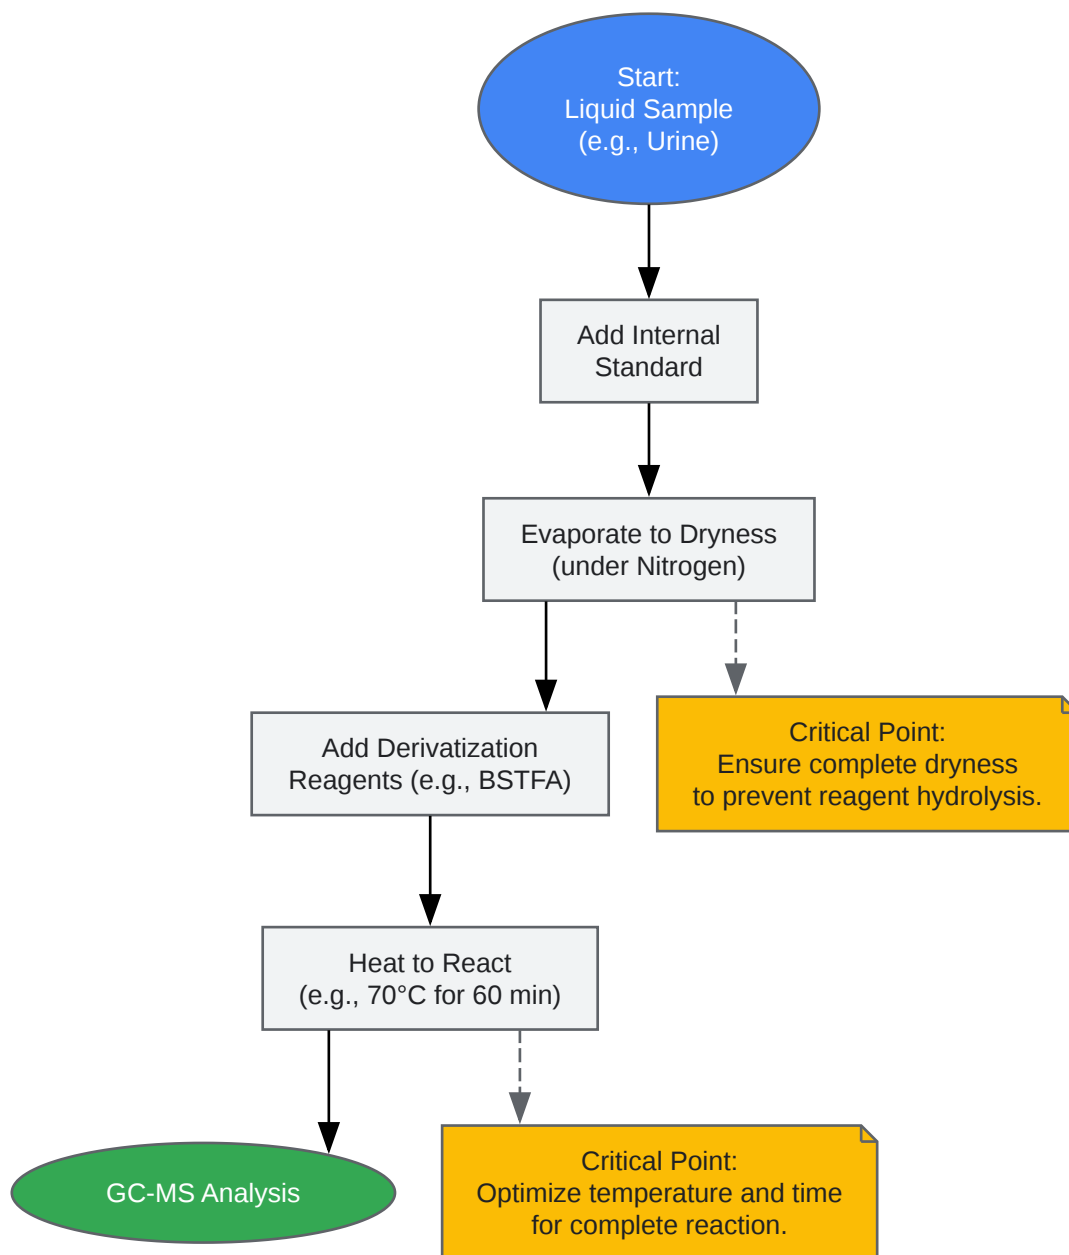 Start:
Liquid Sample
(e.g., Urine)
Add Internal
Standard
Evaporate to Dryness
(under Nitrogen)
Add Derivatization
Reagents (e.g., BSTFA)
Critical Point:
Ensure complete dryness
to prevent reagent hydrolysis.
Heat to React
(e.g., 70°C for 60 min)
GC-MS Analysis
Critical Point:
Optimize temperature and time
for complete reaction.